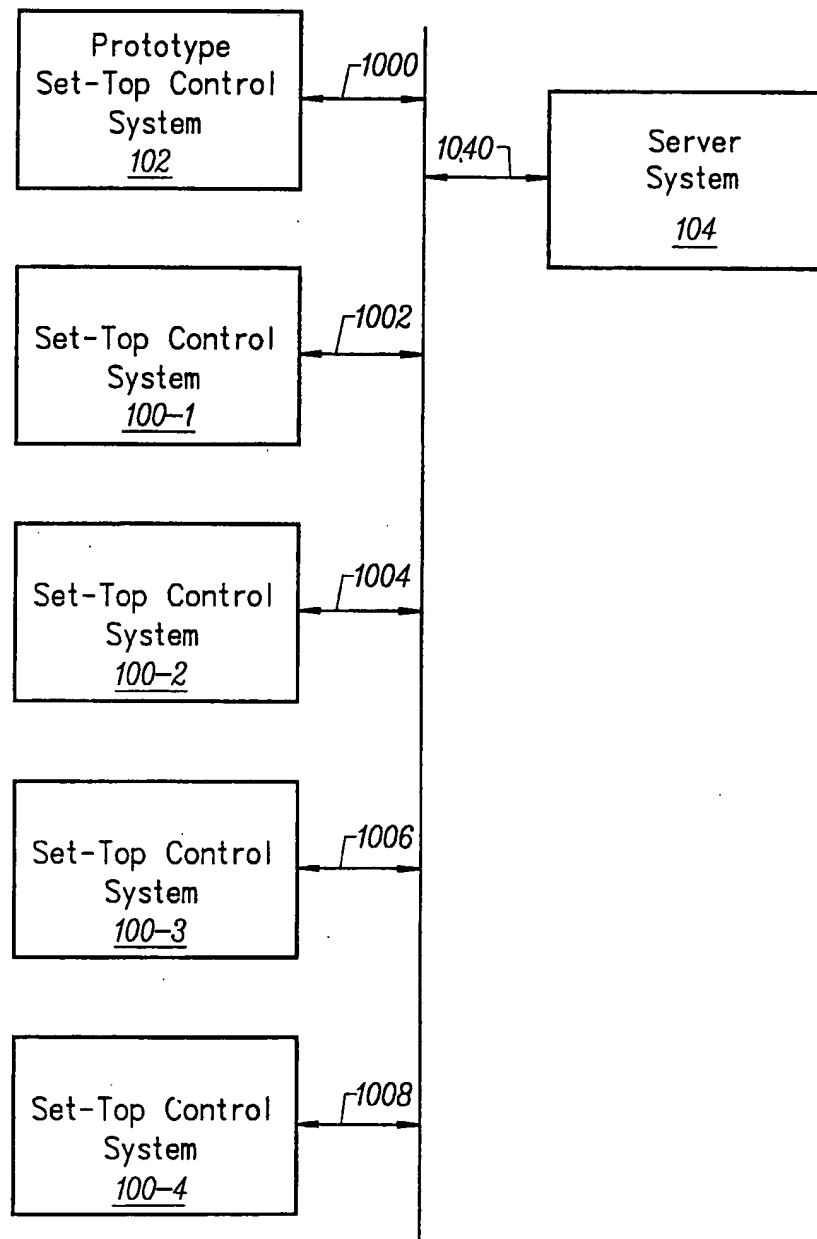 Prototype
Set-Top Control
System
102
1000
1040
Server
System
104
1002
Set-Top Control
System
100-1
1004
Set-Top Control
System
100-2
1006
Set-Top Control
System
100-3
1008
Set-Top Control
System
100-4